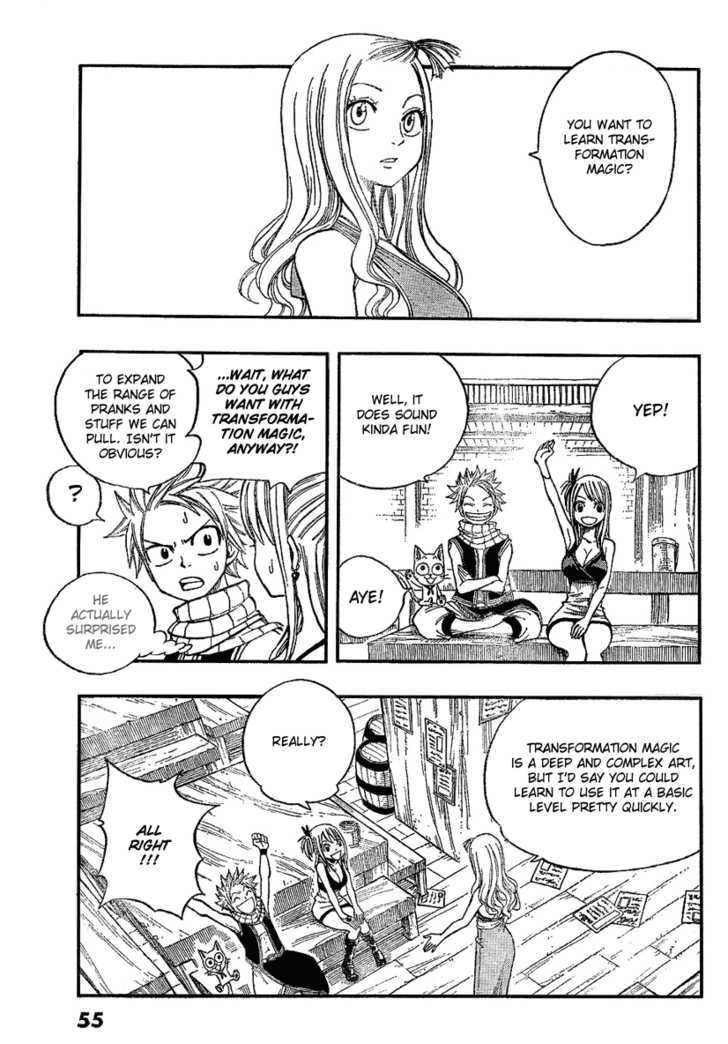 YOU WANT TO
LEARN TRANS-
FORMATION
MAGIC?
YEP!
WELL, IT
DOES SOUND
KINDA FUN!
AYE!
...WAIT, WHAT
DO YOU GUYS
WANT WITH
TRANSFORMA-
TION MAGIC,
ANYWAY?!
TO EXPAND
THE RANGE OF
PRANKS AND
STUFF WE CAN
PULL. ISN'T IT
OBVIOUS?
?
HE
ACTUALLY
SURPRISED
ME...
TRANSFORMATION MAGIC
IS A DEEP AND COMPLEX ART,
BUT I'D SAY YOU COULD
LEARN TO USE IT AT A BASIC
LEVEL PRETTY QUICKLY.
REALLY?
ALL
RIGHT
!!!
55